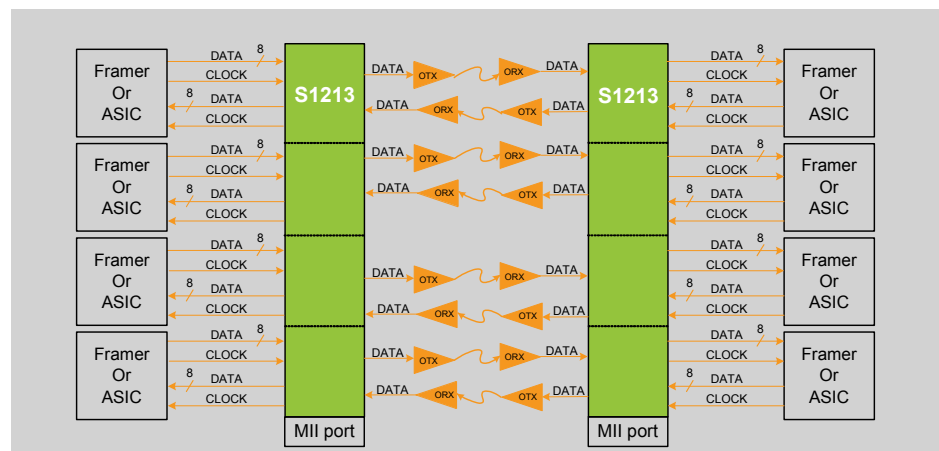 8
DATA
CLOCK
8
DATA
CLOCK
Framer
Or
ASIC
S1213
DATA
OTX
ORX
DATA
DATA
ORX
OTX
DATA
S1213
DATA
8
CLOCK
8
DATA
CLOCK
Framer
Or
ASIC
Framer
Or
ASIC
DATA
8
CLOCK
8
DATA
CLOCK
DATA
OTX
ORX
DATA
DATA
ORX
OTX
DATA
DATA
8
CLOCK
8
DATA
CLOCK
Framer
Or
ASIC
Framer
Or
ASIC
DATA
8
CLOCK
8
DATA
CLOCK
DATA
OTX
ORX
DATA
DATA
ORX
OTX
DATA
DATA
8
CLOCK
8
DATA
CLOCK
Framer
Or
ASIC
Framer
Or
ASIC
DATA
8
CLOCK
8
DATA
CLOCK
DATA
OTX
ORX
DATA
DATA
ORX
OTX
DATA
DATA
8
CLOCK
8
DATA
CLOCK
Framer
Or
ASIC
MII port
MII port